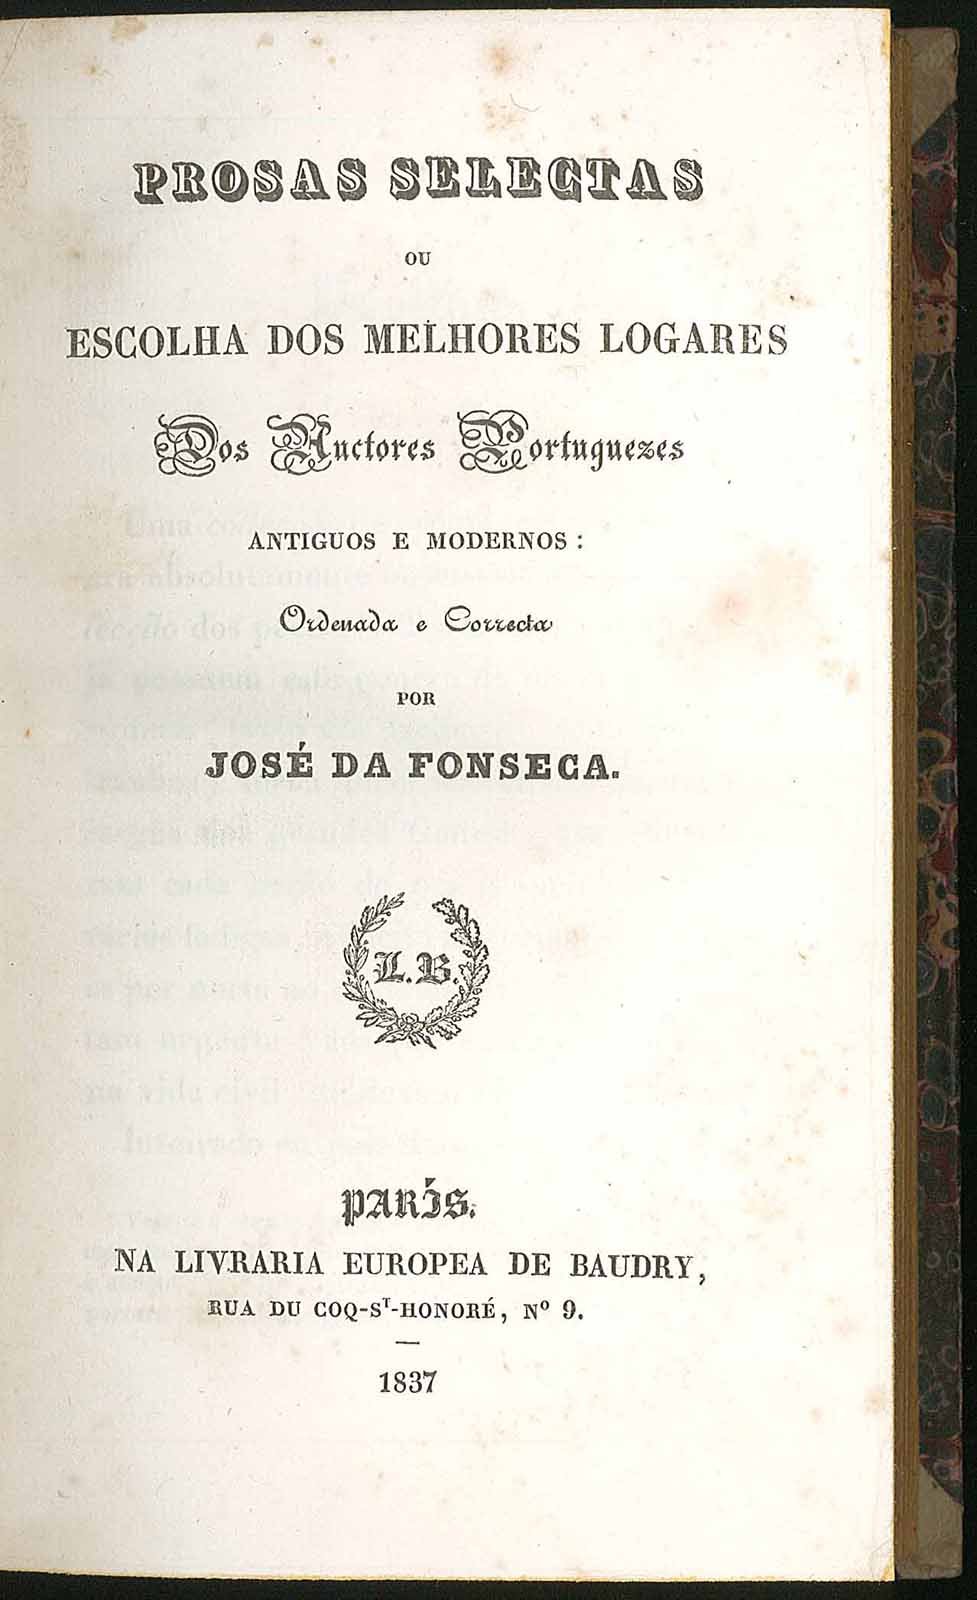 PROSAS SELECTAS
OU
ESCOLHA DOS MELHORES LOGARES
Dos Auctores Portuguezes
ANTIGUOS E MODERNOS :
Ordenada e Correcta
POR
JOSÉ DA FONSECA.
L. B.
PARÍS.
NA LIVRARIA EUROPEA DE BAUDRY,
RUA DU COQ-Sᵀ-HONORÉ, Nº 9.
—
1837